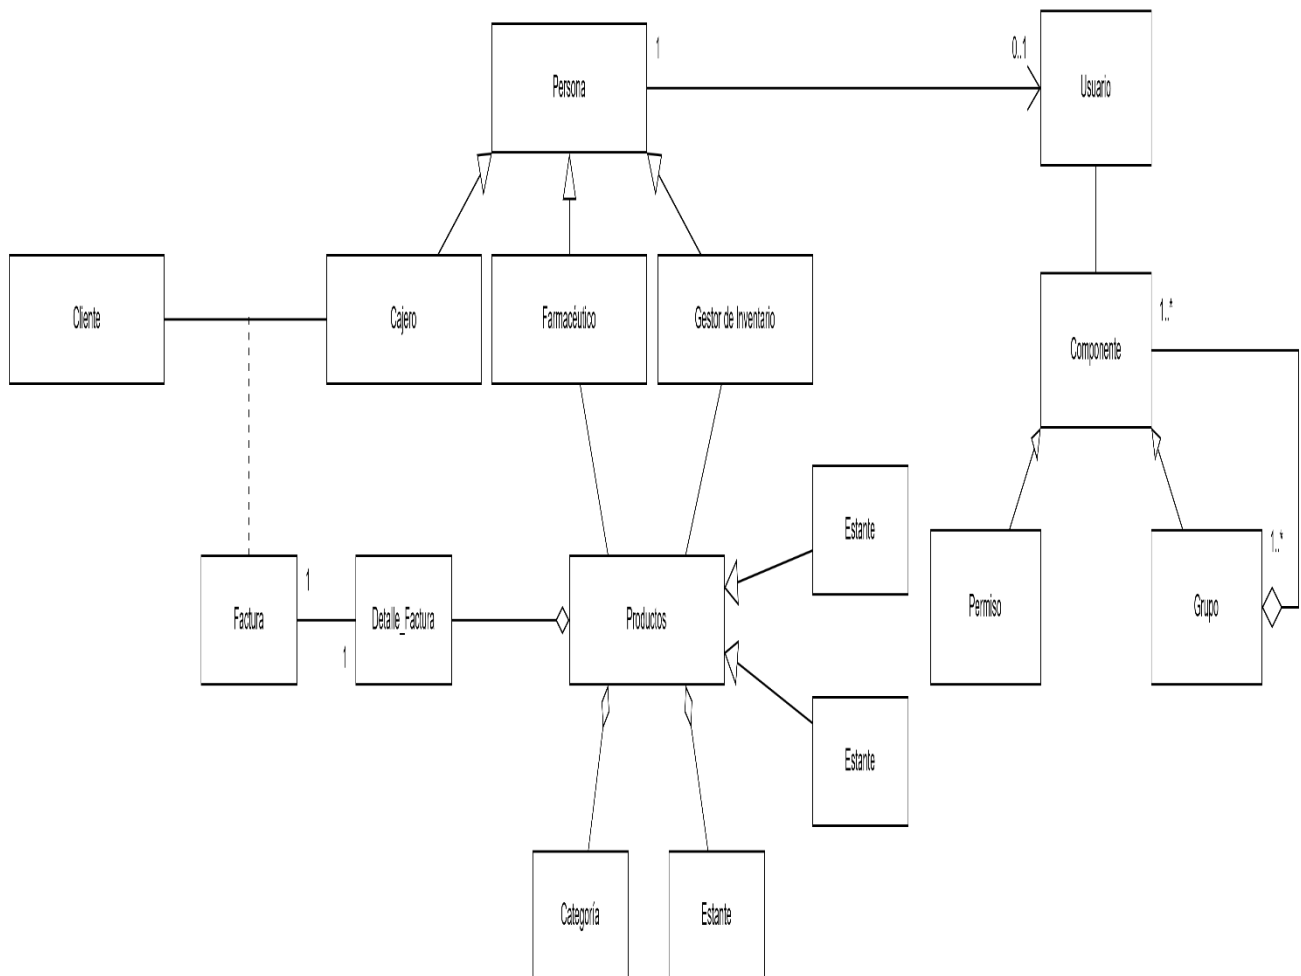 Persona
1
0..1
Usuario
Cliente
Cajero
Farmacéutico
Gestor de Inventario
1..*
Componente
Estante
1..*
Factura
1
1
Detalle_Factura
Productos
Permiso
Grupo
Estante
Categoría
Estante